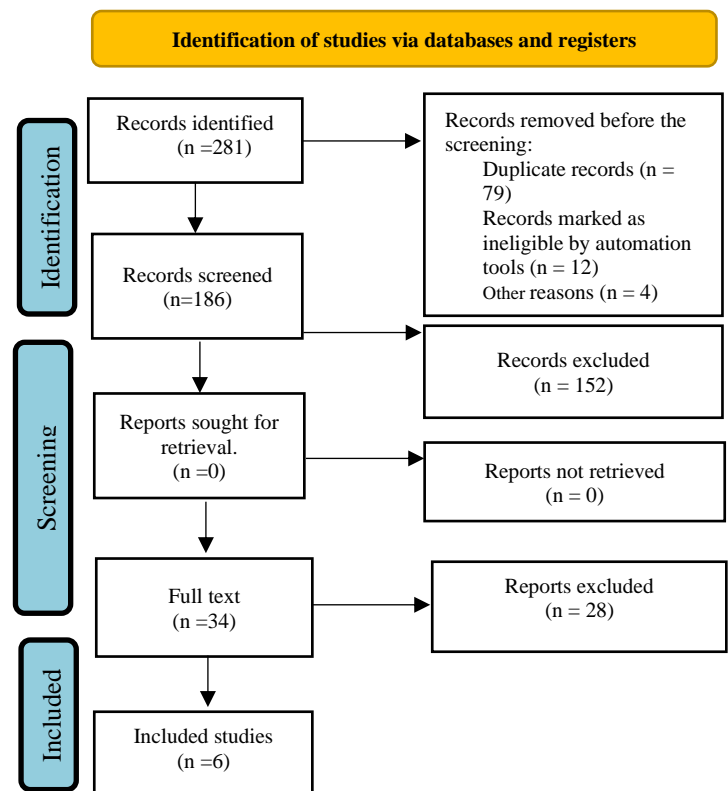 Identification of studies via databases and registers
Identification
Records identified
(n =281)
Records removed before the
screening:
Duplicate records (n =
79)
Records marked as
ineligible by automation
tools (n = 12)
Other reasons (n = 4)
Records screened
(n=186)
Records excluded
(n = 152)
Screening
Reports sought for
retrieval.
(n =0)
Reports not retrieved
(n = 0)
Full text
(n =34)
Reports excluded
(n = 28)
Included
Included studies
(n =6)